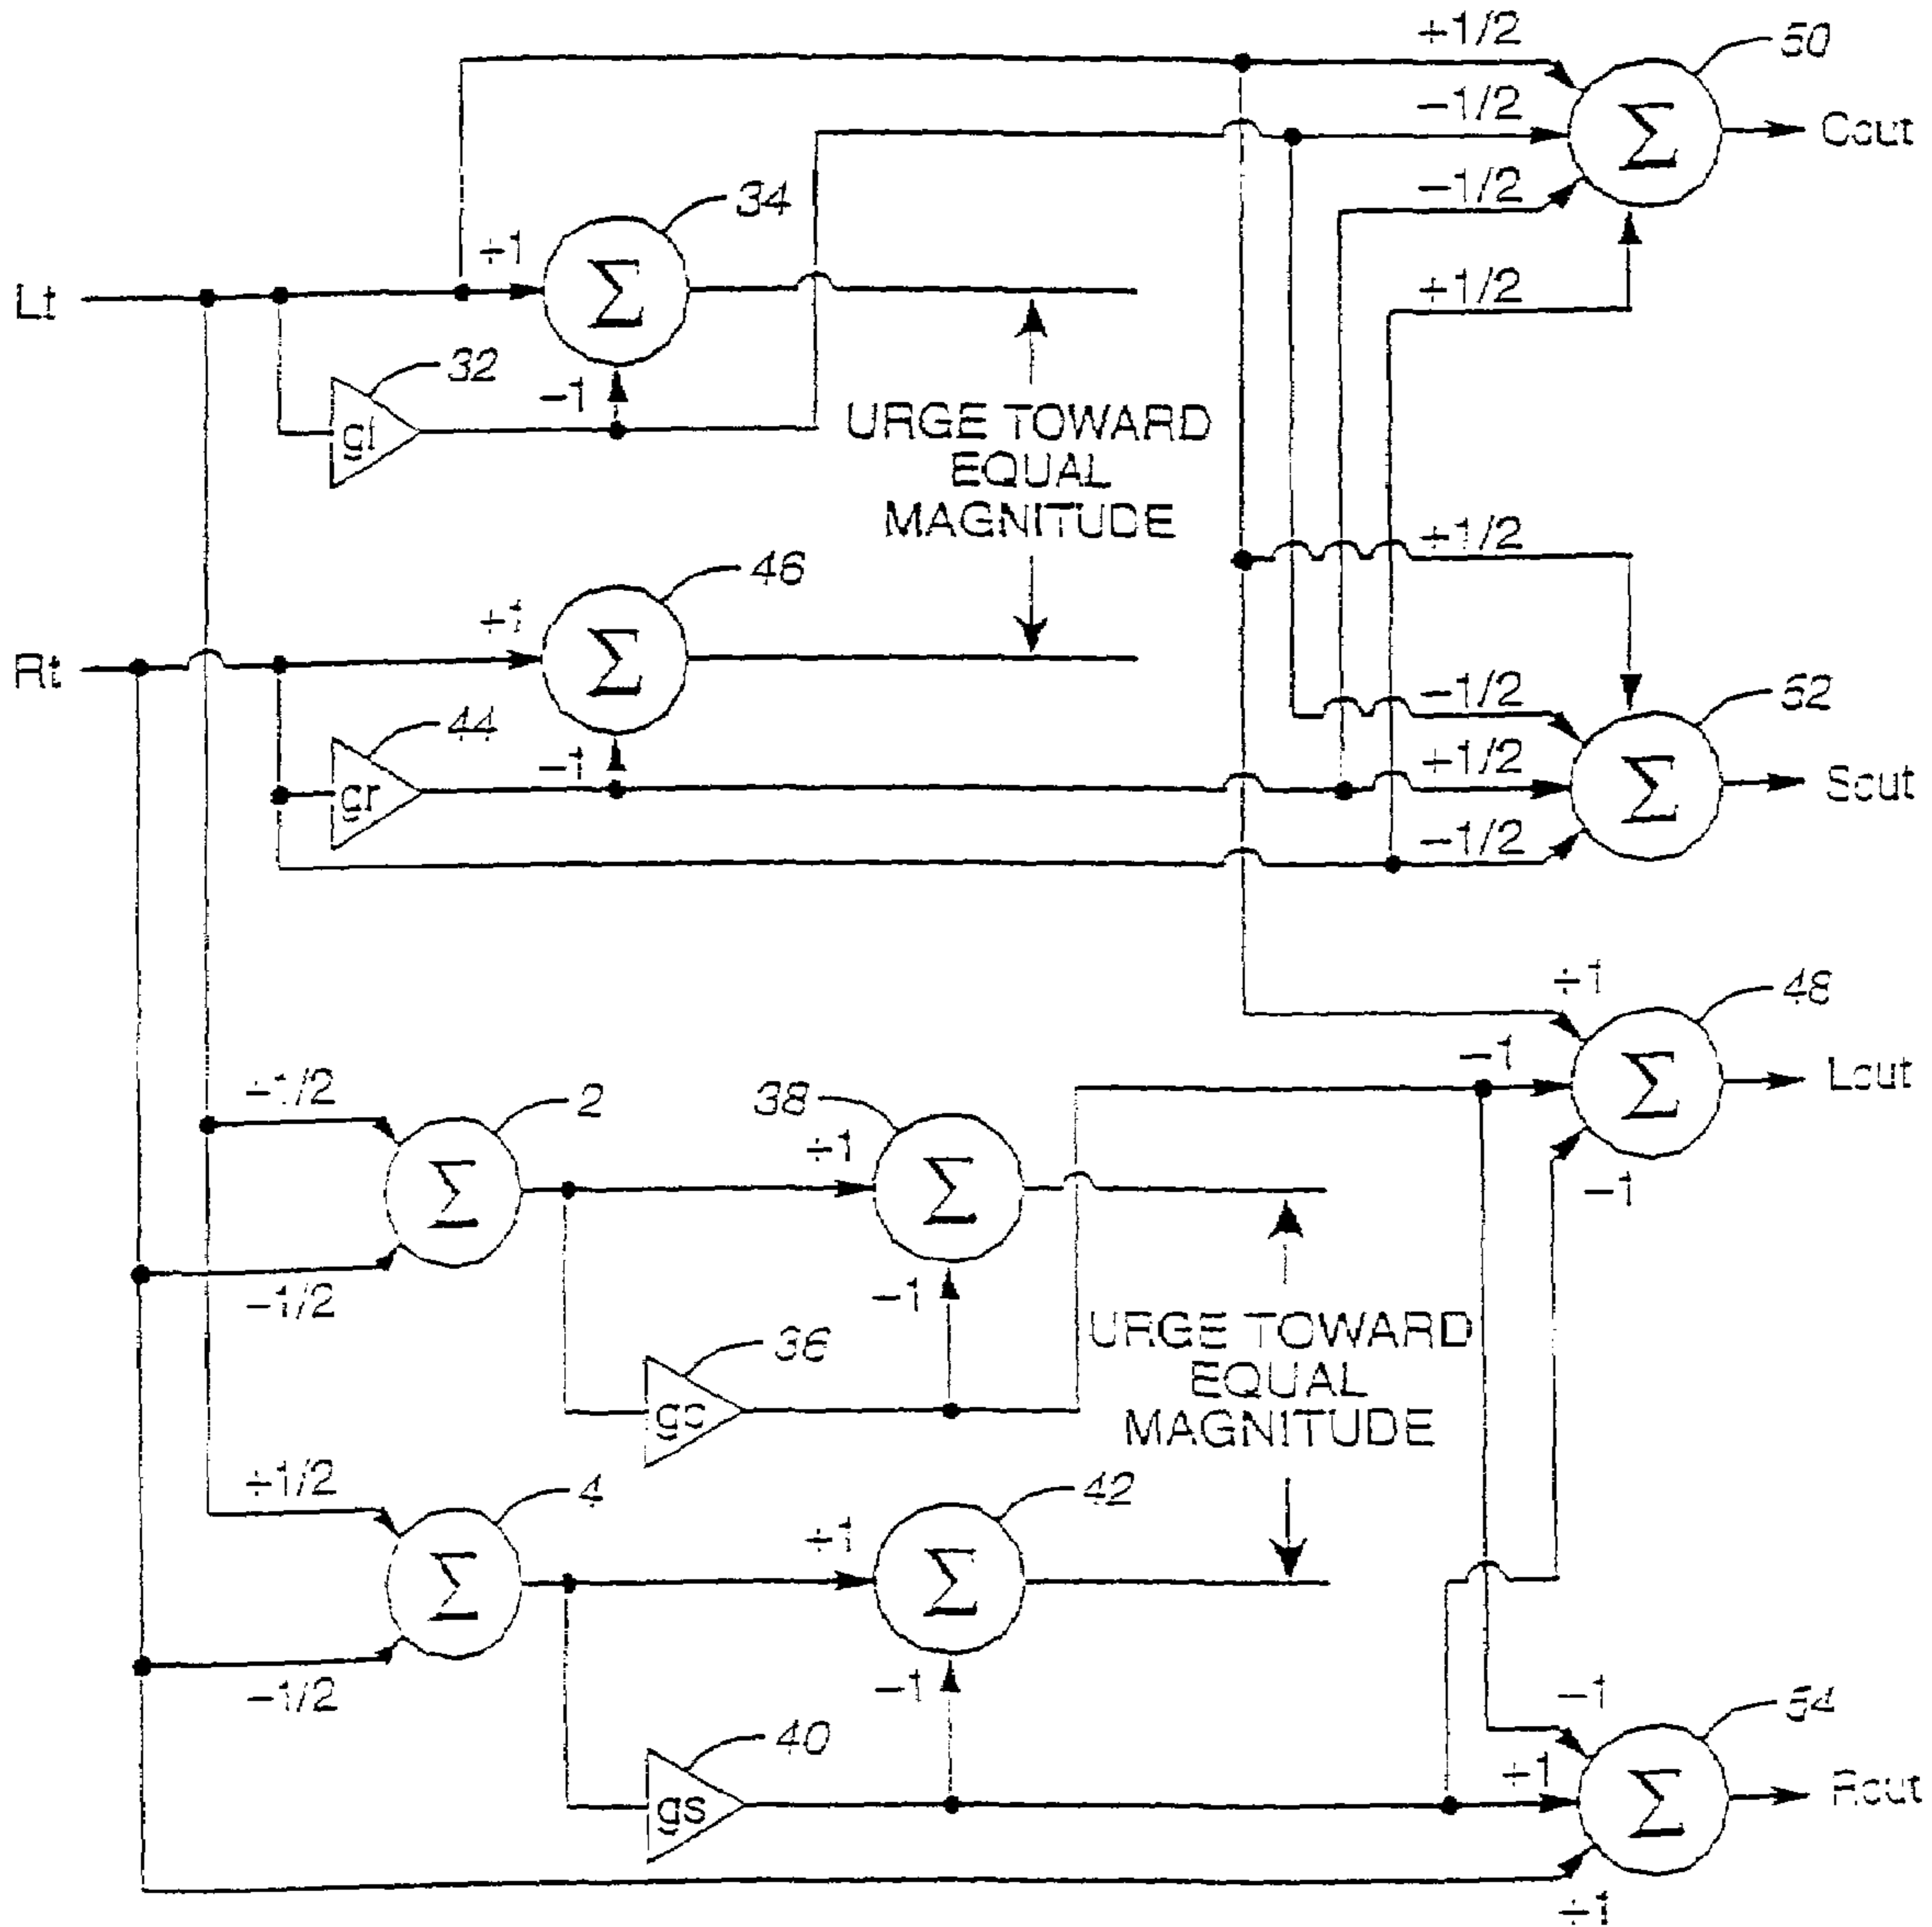 +1/2
50
-1/2
Cout
-1/2
34
+1
+1/2
Lt
32
-1
gl
URGE TOWARD
EQUAL
MAGNITUDE
+1/2
46
+1
Rt
-1/2
52
44
-1
+1/2
gr
Sout
-1/2
+1
48
-1
Lout
+1/2
2
38
+1
-1
-1/2
-1
36
URGE TOWARD
EQUAL
MAGNITUDE
gc
+1/2
4
42
+1
-1/2
-1
-1
54
40
+1
Rout
gs
+1